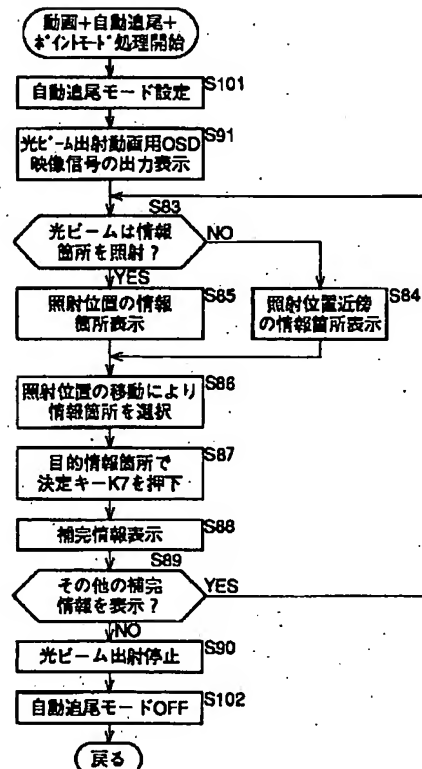 動画+自動追尾+
ポイントモード処理開始
自動追尾モード設定
S101
光ビーム出射動画用OSD
映像信号の出力表示
S91
S83
光ビームは情報
箇所を照射?
NO
YES
照射位置の情報
箇所表示
S85
照射位置近傍
の情報箇所表示
S84
照射位置の移動により
情報箇所を選択
S86
目的情報箇所で
決定キーK7を押下
S87
補完情報表示
S88
S89
その他の補完
情報を表示?
YES
NO
光ビーム出射停止
S90
自動追尾モードOFF
S102
戻る